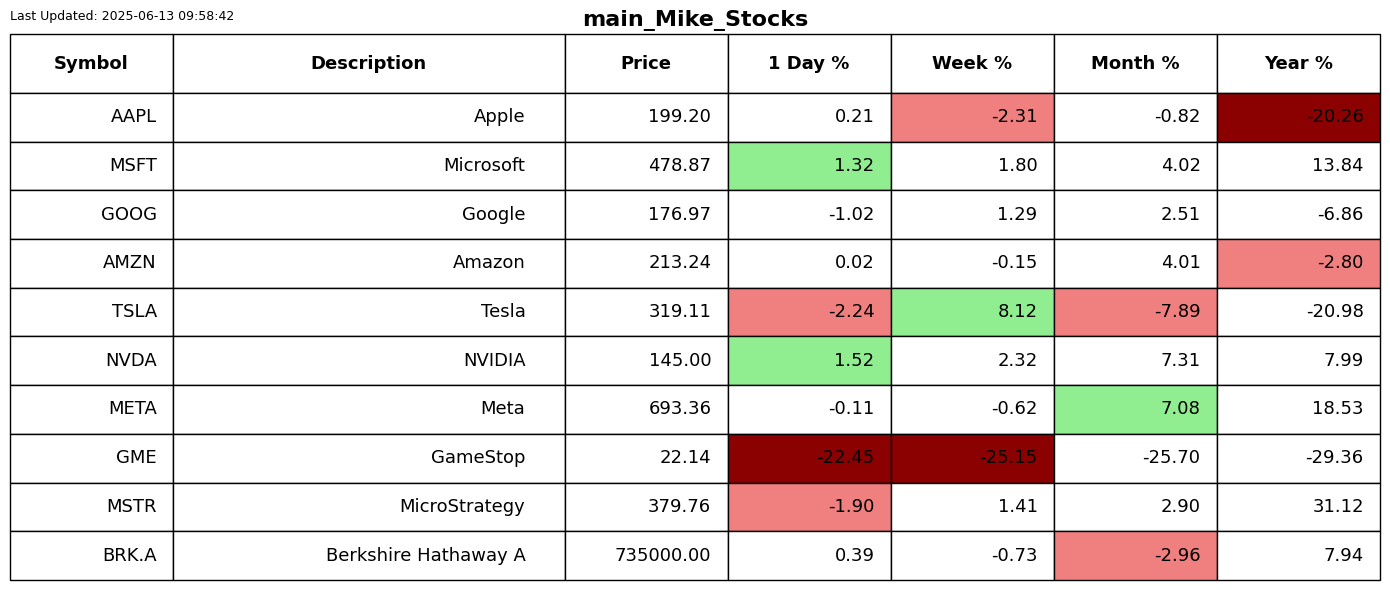 Last Updated: 2025-06-13 09:58:42
main_Mike_Stocks
Symbol Description Price 1 Day % Week % Month % Year %
AAPL Apple 199.20 0.21 -2.31 -0.82 -20.26
MSFT Microsoft 478.87 1.32 1.80 4.02 13.84
GOOG Google 176.97 -1.02 1.29 2.51 -6.86
AMZN Amazon 213.24 0.02 -0.15 4.01 -2.80
TSLA Tesla 319.11 -2.24 8.12 -7.89 -20.98
NVDA NVIDIA 145.00 1.52 2.32 7.31 7.99
META Meta 693.36 -0.11 -0.62 7.08 18.53
GME GameStop 22.14 -22.45 -25.15 -25.70 -29.36
MSTR MicroStrategy 379.76 -1.90 1.41 2.90 31.12
BRK.A Berkshire Hathaway A 735000.00 0.39 -0.73 -2.96 7.94